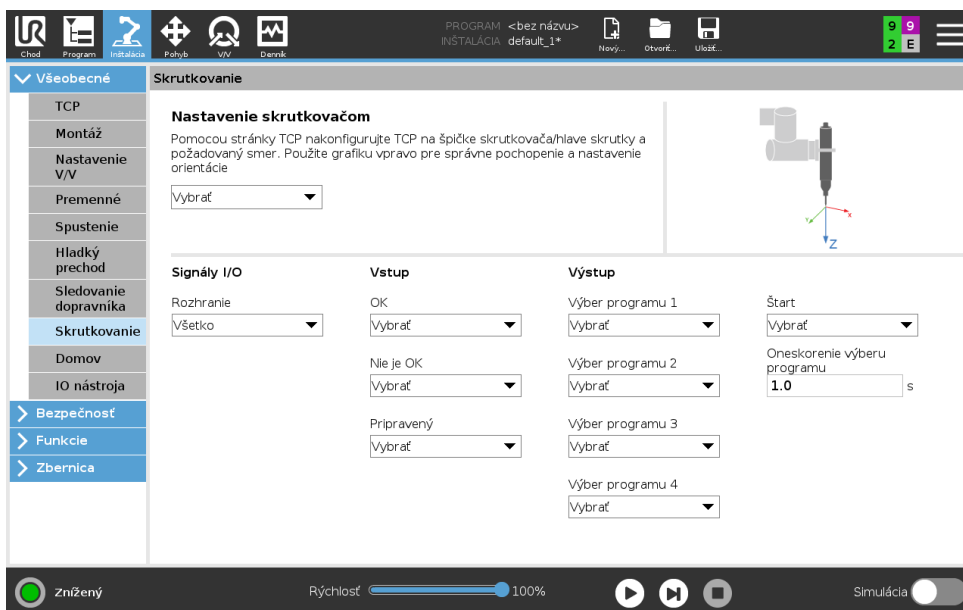 PROGRAM <bez názvu>
INŠTALÁCIA default_1*
Chod Program Inštalácia Pohyb V/V Denník Nový... Otvoriť... Uložiť...
9 9
2 E
Všeobecné
Skrutkovanie
TCP
Montáž
Nastavenie
V/V
Premenné
Spustenie
Hladký
prechod
Sledovanie
dopravníka
Skrutkovanie
Domov
IO nástroja
Bezpečnosť
Funkcie
Zbernica
Nastavenie skrutkovačom
Pomocou stránky TCP nakonfigurujte TCP na špičke skrutkovača/hlave skrutky a
požadovaný smer. Použite grafiku vpravo pre správne pochopenie a nastavenie
orientácie
Vybrať
X
Y
Z
Signály I/O
Rozhranie
Všetko
Vstup
OK
Vybrať
Nie je OK
Vybrať
Pripravený
Vybrať
Výstup
Výber programu 1
Vybrať
Výber programu 2
Vybrať
Výber programu 3
Vybrať
Výber programu 4
Vybrať
Štart
Vybrať
Oneskorenie výberu
programu
1.0 s
Znížený
Rýchlosť 100%
Simulácia